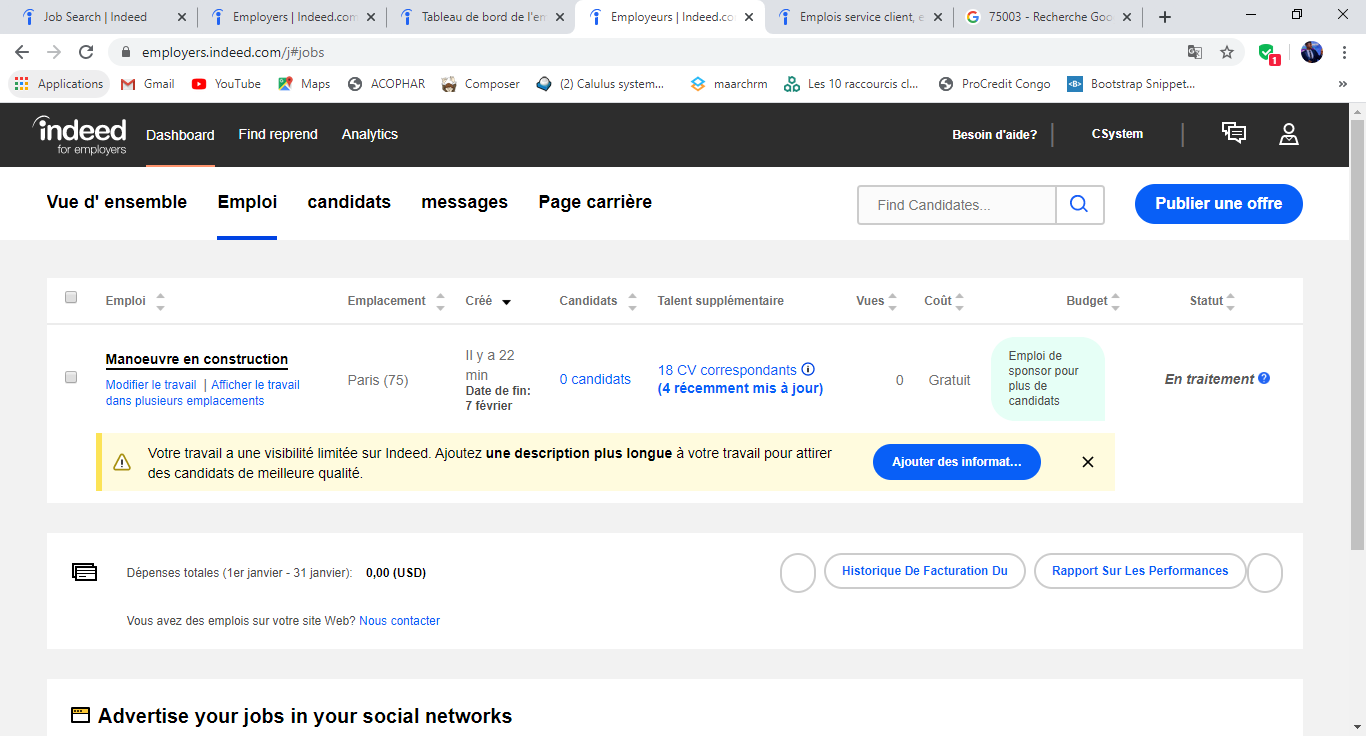 Job Search | Indeed
Employers | Indeed.com
Tableau de bord de l'em
Employeurs | Indeed.co
Emplois service client, e
75003 - Recherche Goo
employers.indeed.com/j#jobs
1
Applications
Gmail
YouTube
Maps
ACOPHAR
Composer
(2) Calulus system...
maarchrm
Les 10 raccourcis cl...
ProCredit Congo
Bootstrap Snippet...
indeed
for employers
Dashboard
Find reprend
Analytics
Besoin d'aide?
CSystem
Vue d' ensemble
Emploi
candidats
messages
Page carrière
Find Candidates...
Publier une offre
Emploi
Emplacement
Créé
Candidats
Talent supplémentaire
Vues
Coût
Budget
Statut
Manoeuvre en construction
Modifier le travail | Afficher le travail
dans plusieurs emplacements
Paris (75)
Il y a 22
min
Date de fin:
7 février
0 candidats
18 CV correspondants
(4 récemment mis à jour)
0
Gratuit
Emploi de
sponsor pour
plus de
candidats
En traitement
Votre travail a une visibilité limitée sur Indeed. Ajoutez une description plus longue à votre travail pour attirer
des candidats de meilleure qualité.
Ajouter des informat...
Dépenses totales (1er janvier - 31 janvier): 0,00 (USD)
Historique De Facturation Du
Rapport Sur Les Performances
Vous avez des emplois sur votre site Web? Nous contacter
Advertise your jobs in your social networks